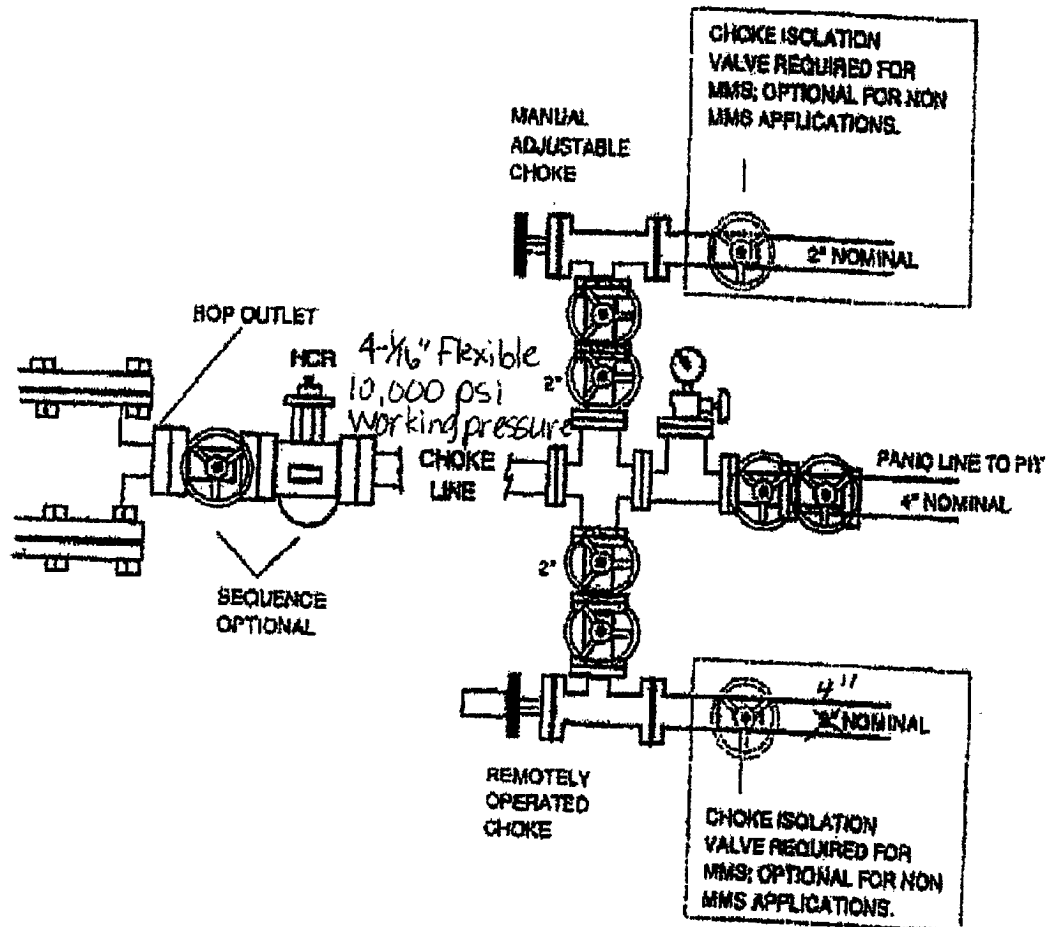 CHOKE ISOLATION
VALVE REQUIRED FOR
MMS; OPTIONAL FOR NON
MMS APPLICATIONS.
MANUAL
ADJUSTABLE
CHOKE
2" NOMINAL
BOP OUTLET
HCR
4-1/16" Flexible
10,000 psi
Working pressure
2"
CHOKE
LINE
PANIC LINE TO PIT
4" NOMINAL
2"
SEQUENCE
OPTIONAL
4"
NOMINAL
REMOTELY
OPERATED
CHOKE
CHOKE ISOLATION
VALVE REQUIRED FOR
MMS; OPTIONAL FOR NON
MMS APPLICATIONS.